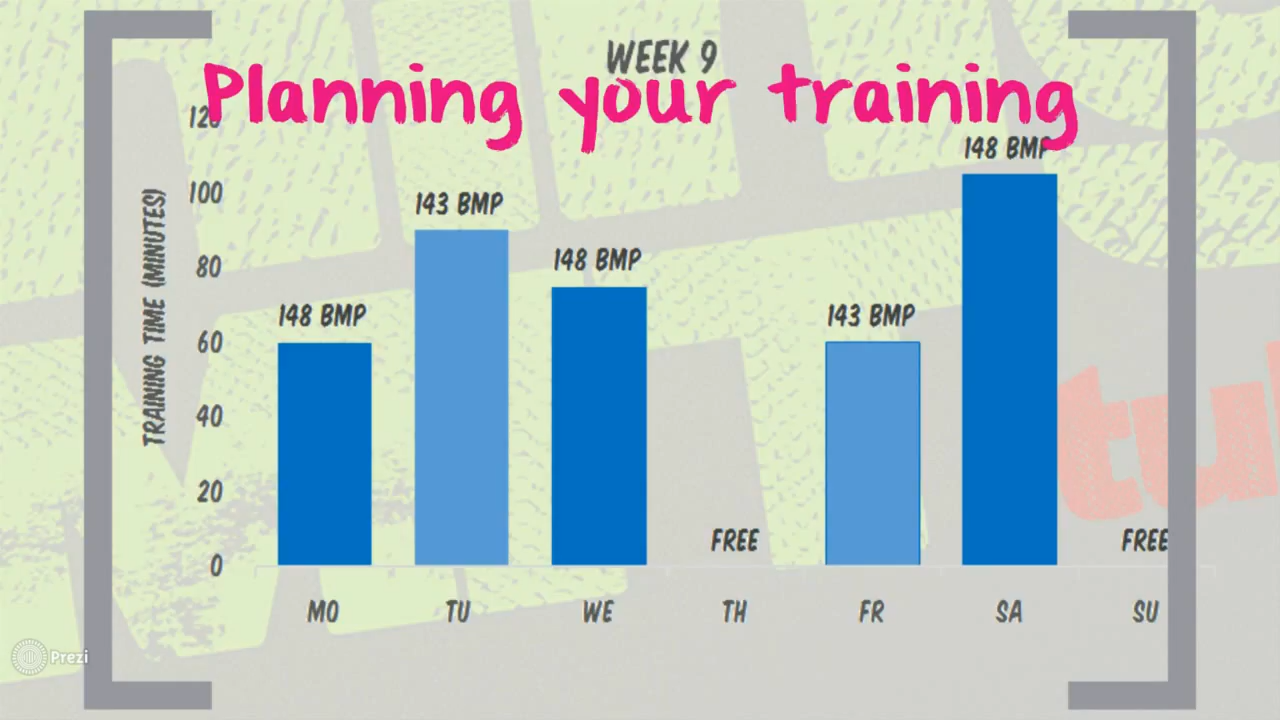 WEEK 9
Planning your training
120
148 BMP
100
143 BMP
80
148 BMP
148 BMP
143 BMP
60
40
20
0
TRAINING TIME (MINUTES)
FREE
FREE
MO TU WE TH FR SA SU
Prezi